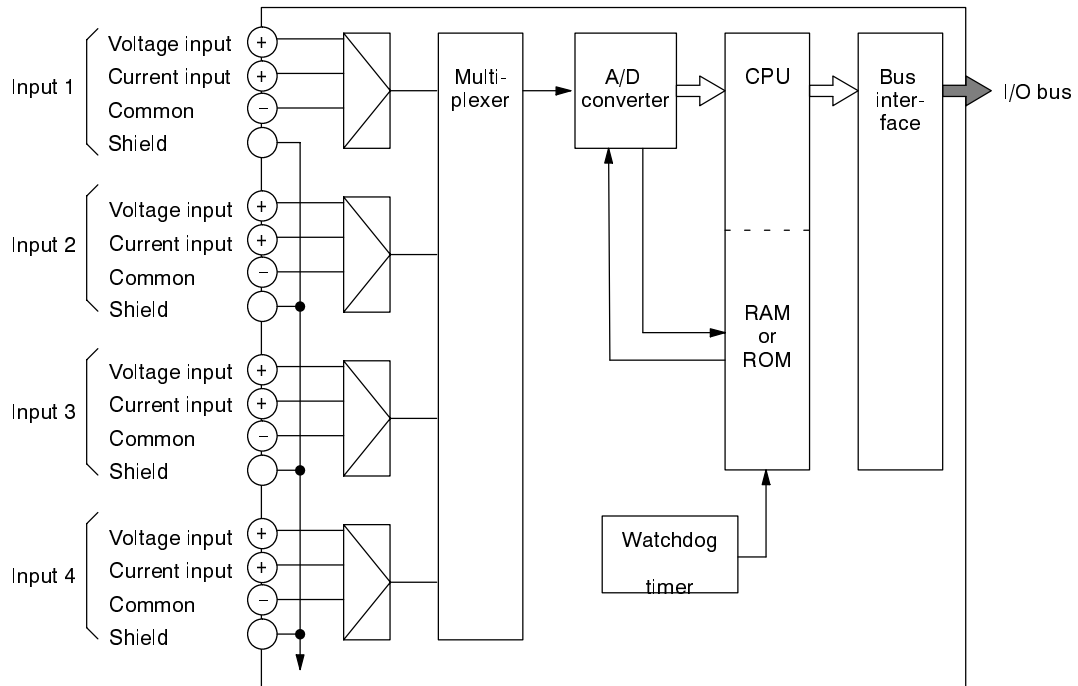 Input 1
Voltage input +
Current input +
Common −
Shield
Input 2
Voltage input +
Current input +
Common −
Shield
Input 3
Voltage input +
Current input +
Common −
Shield
Input 4
Voltage input +
Current input +
Common −
Shield
Multi-
plexer
A/D
converter
CPU
RAM
or
ROM
Watchdog
timer
Bus
inter-
face
I/O bus